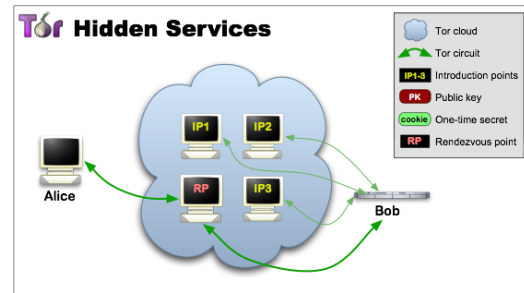 Tor Hidden Services
Tor cloud
Tor circuit
IP1-3 Introduction points
PK Public key
cookie One-time secret
RP Rendezvous point
IP1
IP2
RP
IP3
Alice
Bob